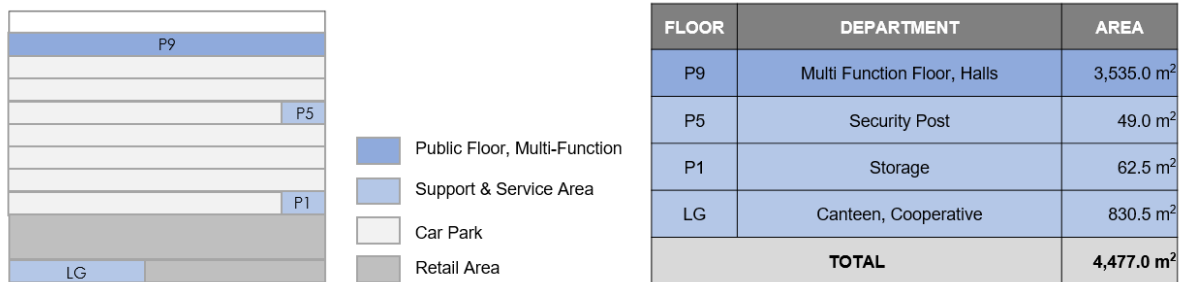 P9
P5
P1
LG
Public Floor, Multi-Function
Support & Service Area
Car Park
Retail Area
FLOOR DEPARTMENT AREA
P9 Multi Function Floor, Halls 3,535.0 m²
P5 Security Post 49.0 m²
P1 Storage 62.5 m²
LG Canteen, Cooperative 830.5 m²
TOTAL 4,477.0 m²